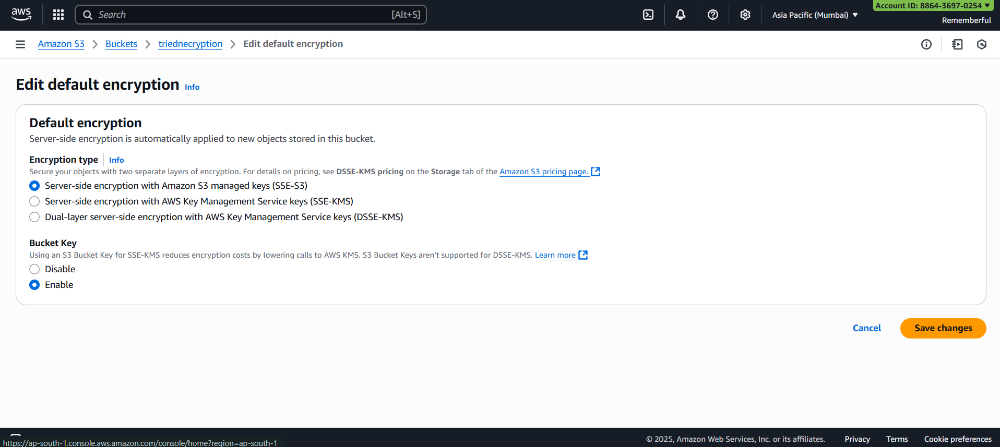 aws
Search [Alt+S]
Asia Pacific (Mumbai) ▼
Account ID: 8864-3697-0254 ▼
Rememberful
Amazon S3 > Buckets > triednecryption > Edit default encryption
Edit default encryption Info
Default encryption
Server-side encryption is automatically applied to new objects stored in this bucket.
Encryption type Info
Secure your objects with two separate layers of encryption. For details on pricing, see DSSE-KMS pricing on the Storage tab of the Amazon S3 pricing page.
Server-side encryption with Amazon S3 managed keys (SSE-S3)
Server-side encryption with AWS Key Management Service keys (SSE-KMS)
Dual-layer server-side encryption with AWS Key Management Service keys (DSSE-KMS)
Bucket Key
Using an S3 Bucket Key for SSE-KMS reduces encryption costs by lowering calls to AWS KMS. S3 Bucket Keys aren't supported for DSSE-KMS. Learn more
Disable
Enable
Cancel Save changes
https://ap-south-1.console.aws.amazon.com/console/home?region=ap-south-1
© 2025, Amazon Web Services, Inc. or its affiliates. Privacy Terms Cookie preferences